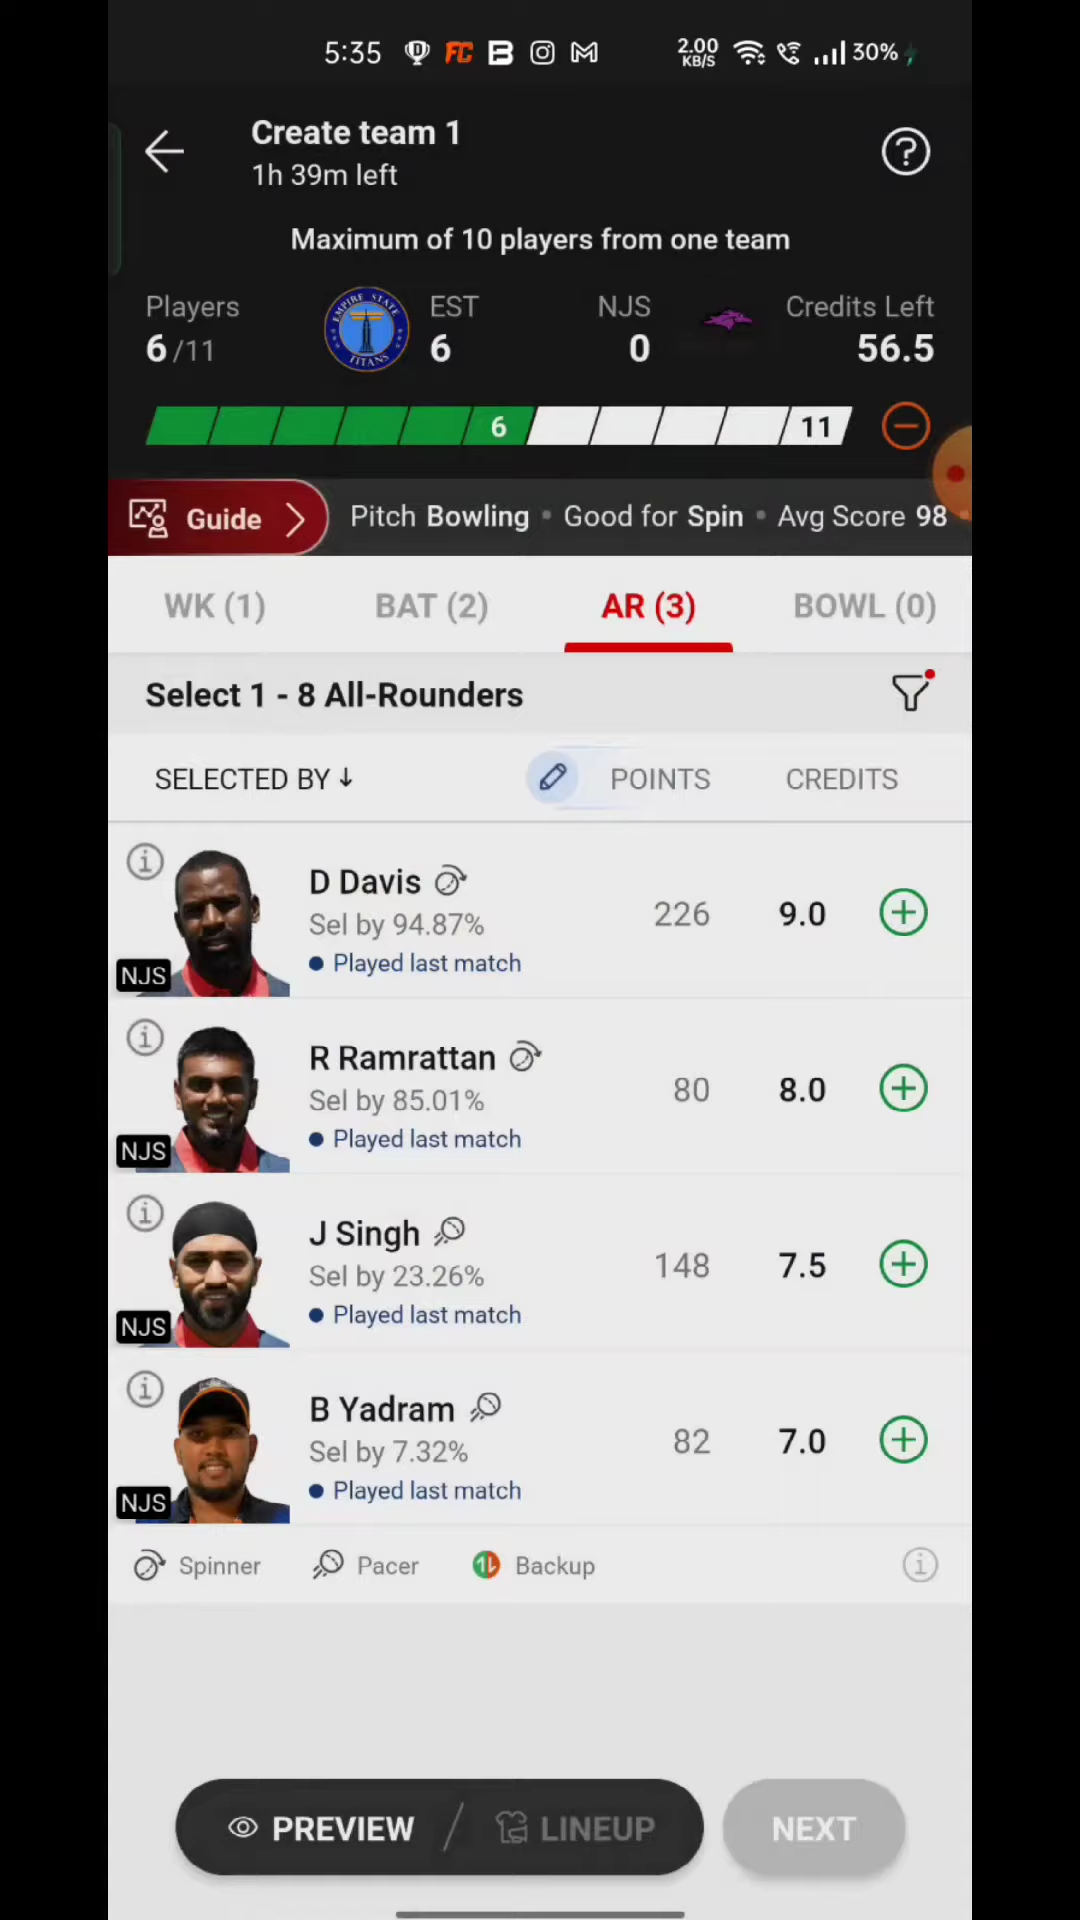 5:35
2.00 KB/S
30%
Create team 1
1h 39m left
Maximum of 10 players from one team
Players
6/11
EMPIRE STATE
TITANS
EST
6
NJS
0
Credits Left
56.5
6
11
Guide
Pitch Bowling • Good for Spin • Avg Score 98
WK (1)
BAT (2)
AR (3)
BOWL (0)
Select 1 - 8 All-Rounders
SELECTED BY ↓
POINTS
CREDITS
D Davis
Sel by 94.87%
Played last match
NJS
226
9.0
R Ramrattan
Sel by 85.01%
Played last match
NJS
80
8.0
J Singh
Sel by 23.26%
Played last match
NJS
148
7.5
B Yadram
Sel by 7.32%
Played last match
NJS
82
7.0
Spinner
Pacer
Backup
PREVIEW / LINEUP
NEXT